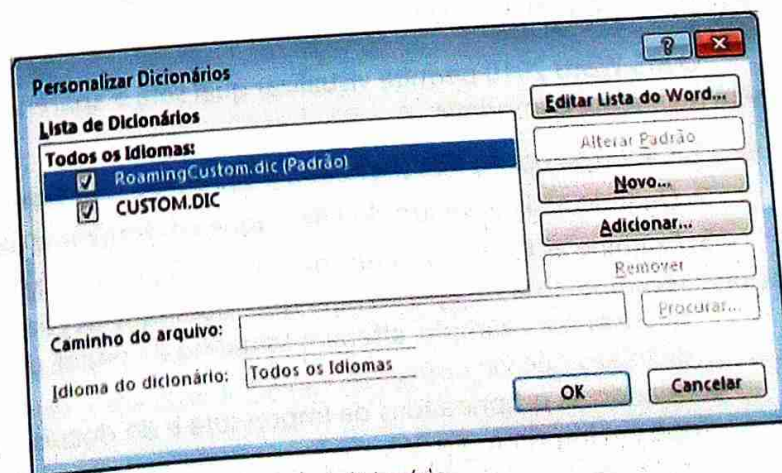 Personalizar Dicionários
Lista de Dicionários
Todos os Idiomas:
RoamingCustom.dic (Padrão)
CUSTOM.DIC
Editar Lista do Word...
Alterar Padrão
Novo...
Adicionar...
Remover
Caminho do arquivo:
Procurar...
Idioma do dicionário:
Todos os Idiomas
OK
Cancelar